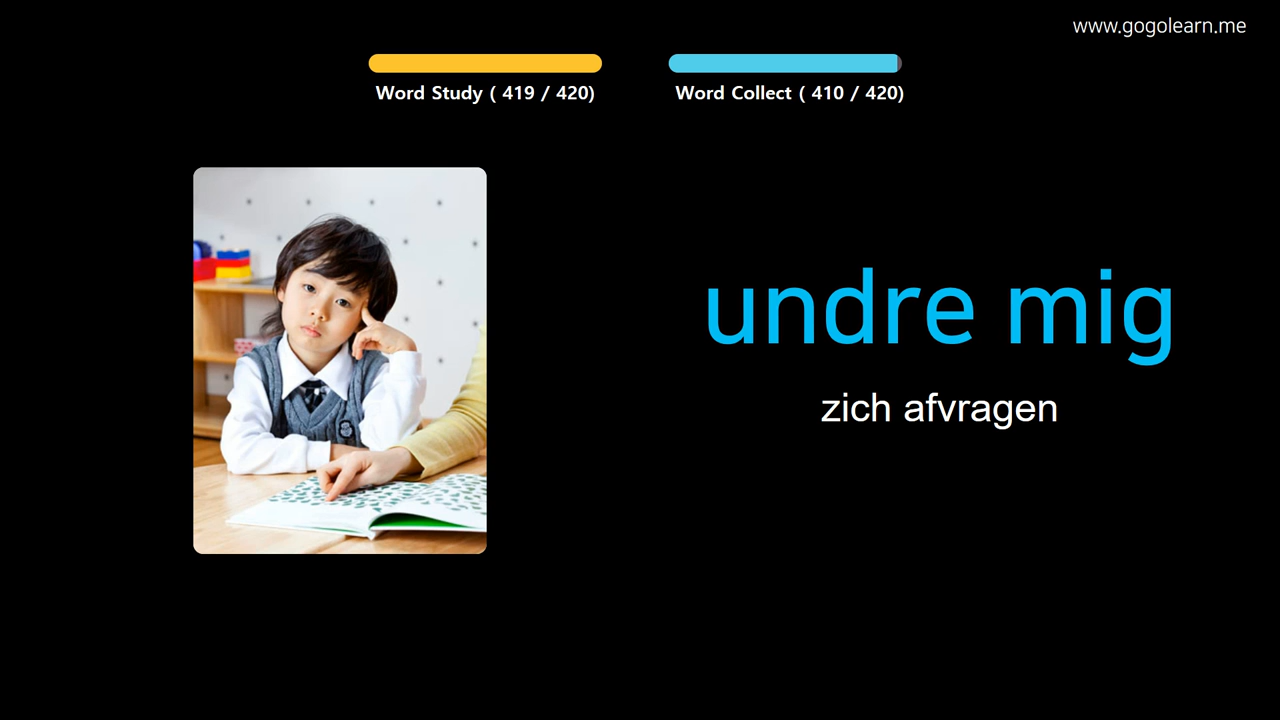 www.gogolearn.me
Word Study ( 419 / 420)
Word Collect ( 410 / 420)
undre mig
zich afvragen